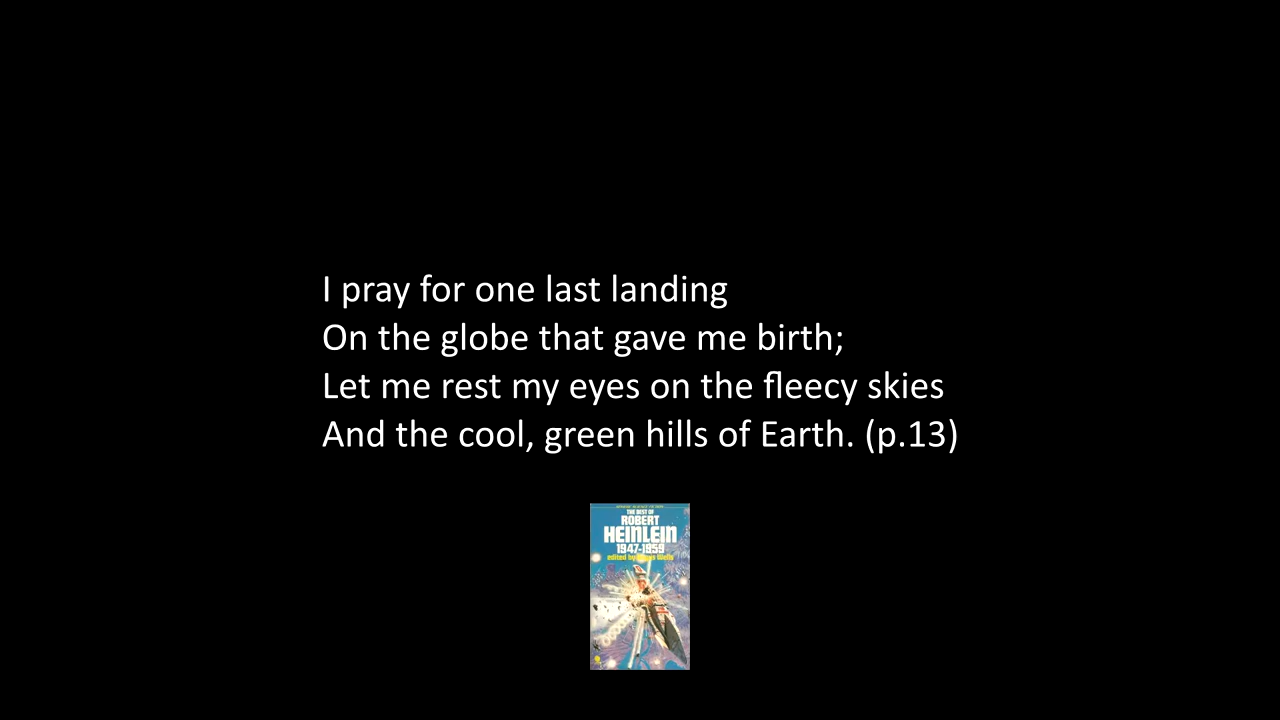 I pray for one last landing
On the globe that gave me birth;
Let me rest my eyes on the fleecy skies
And the cool, green hills of Earth. (p.13)
THE BEST OF
ROBERT
HEINLEIN
1947-1959
edited by Wells